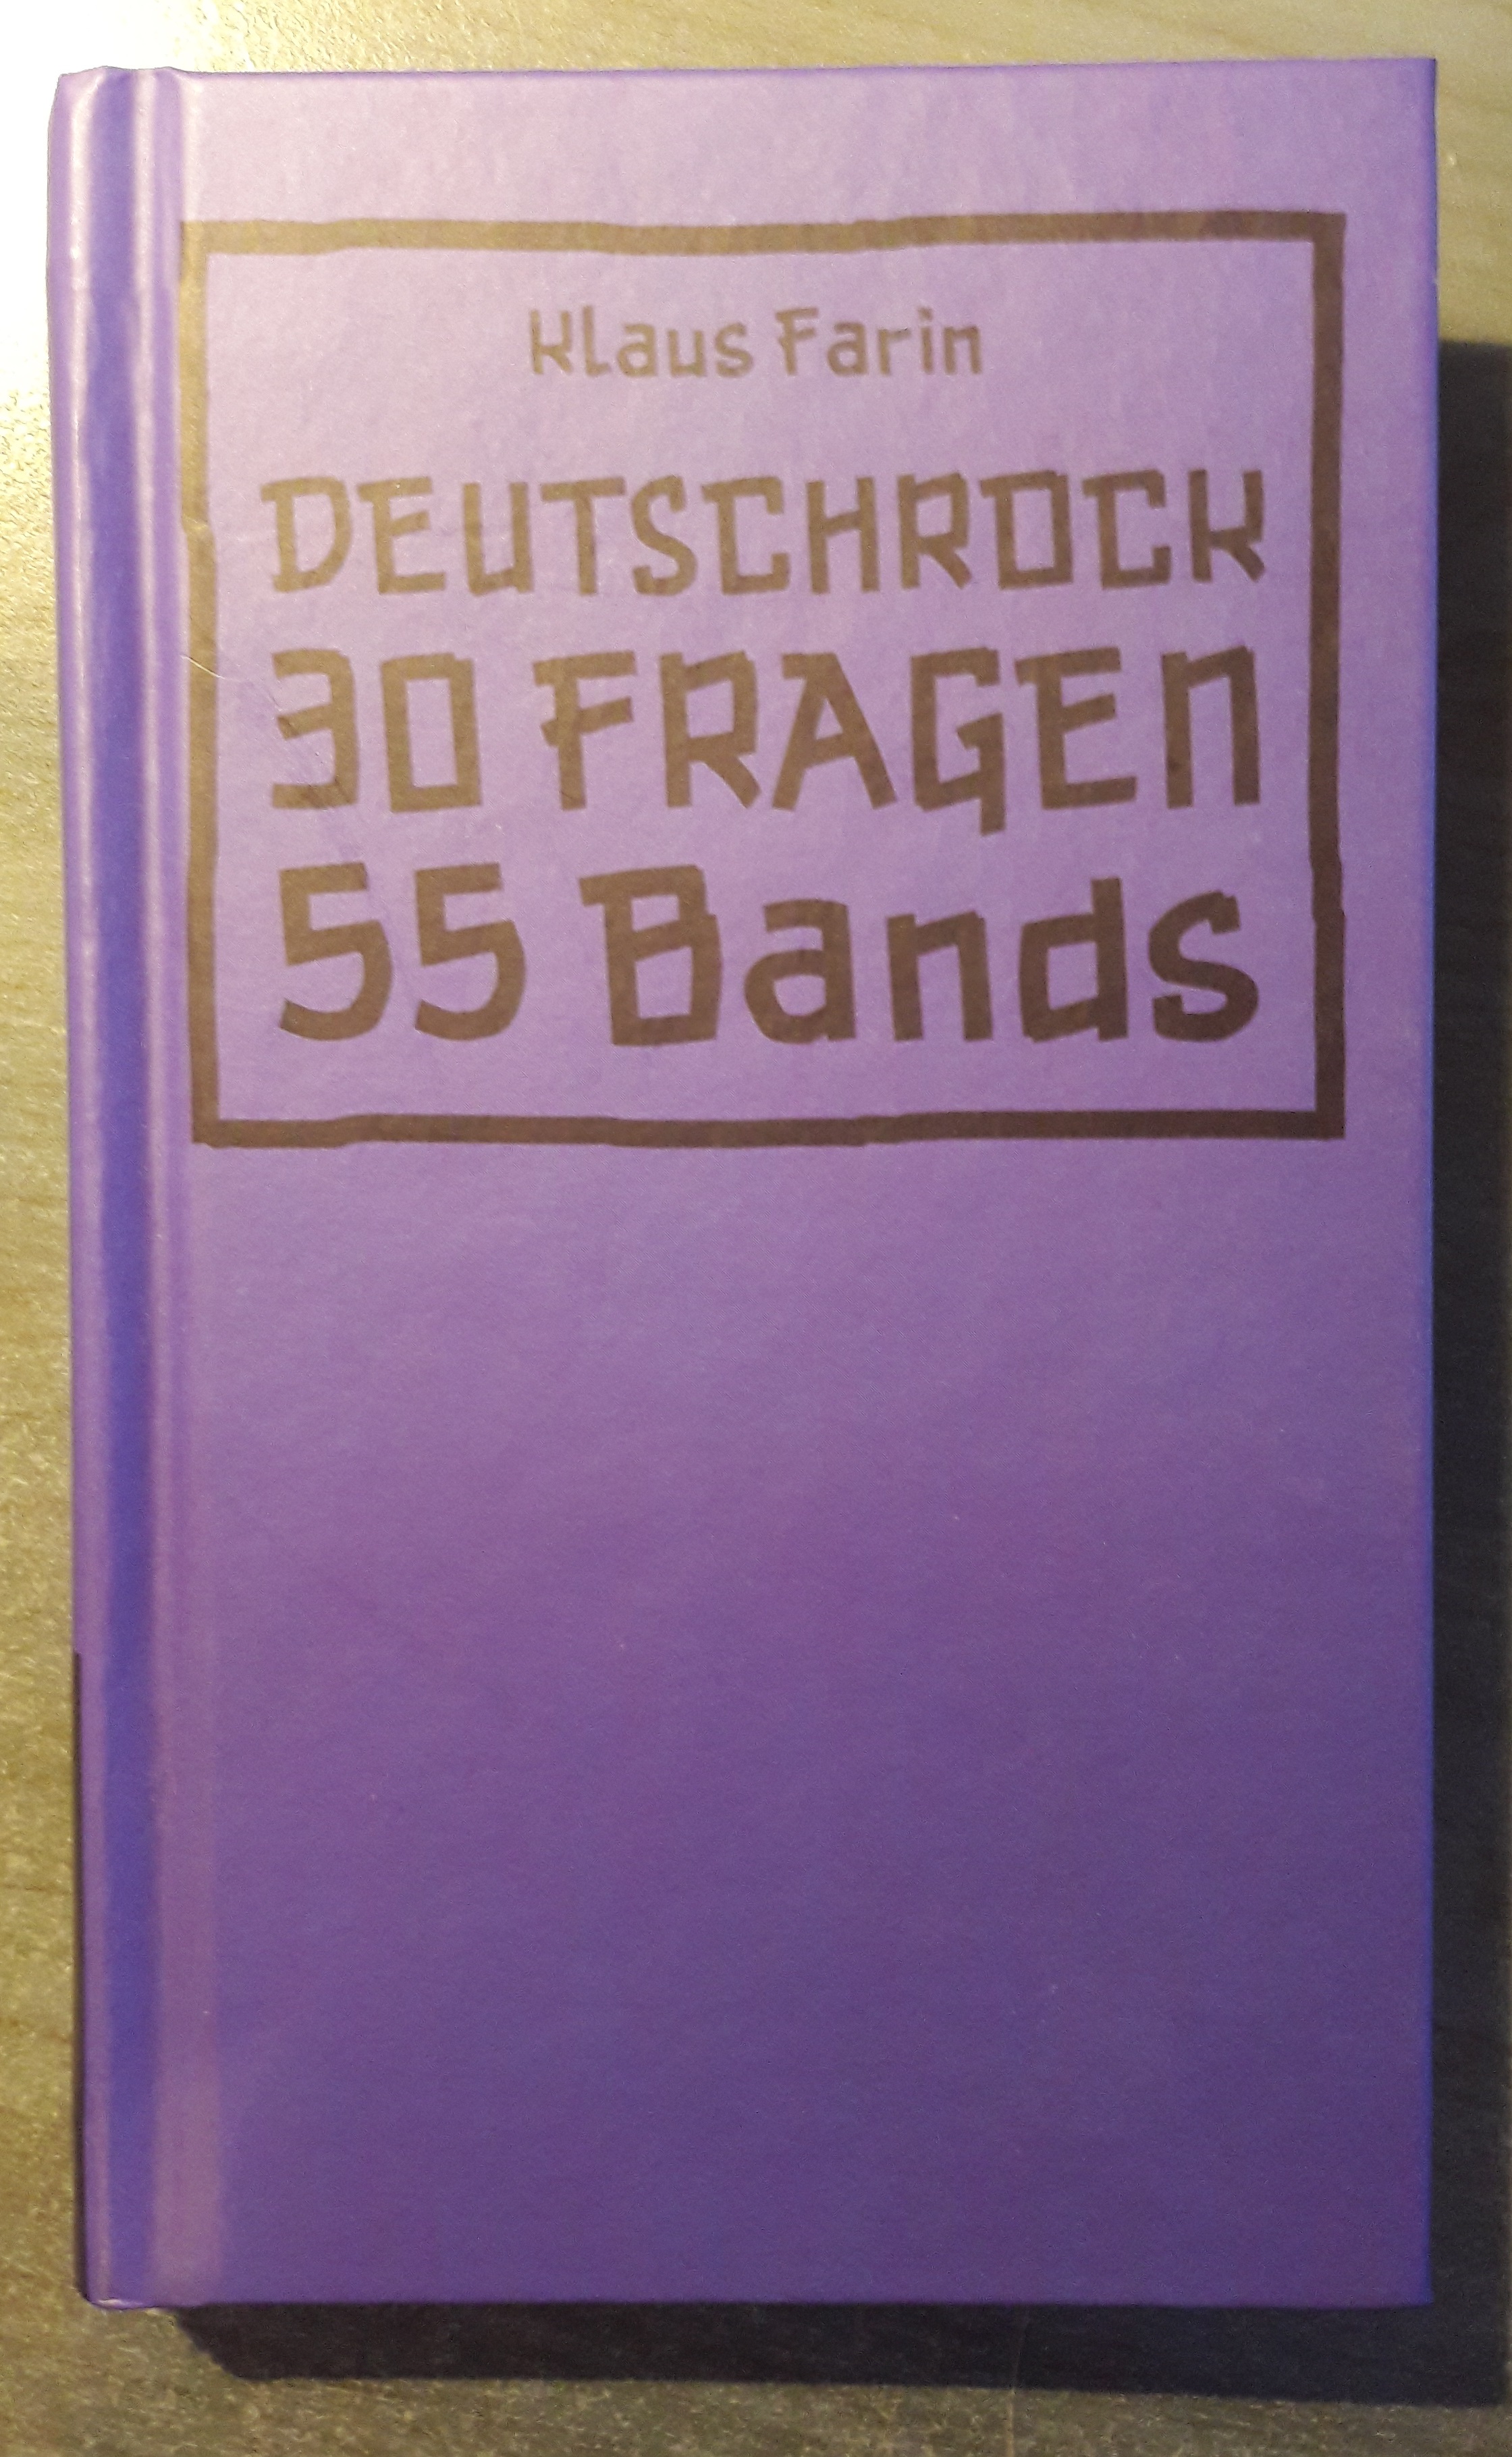 Klaus Farin
DEUTSCHROCK
30 FRAGEN
55 Bands